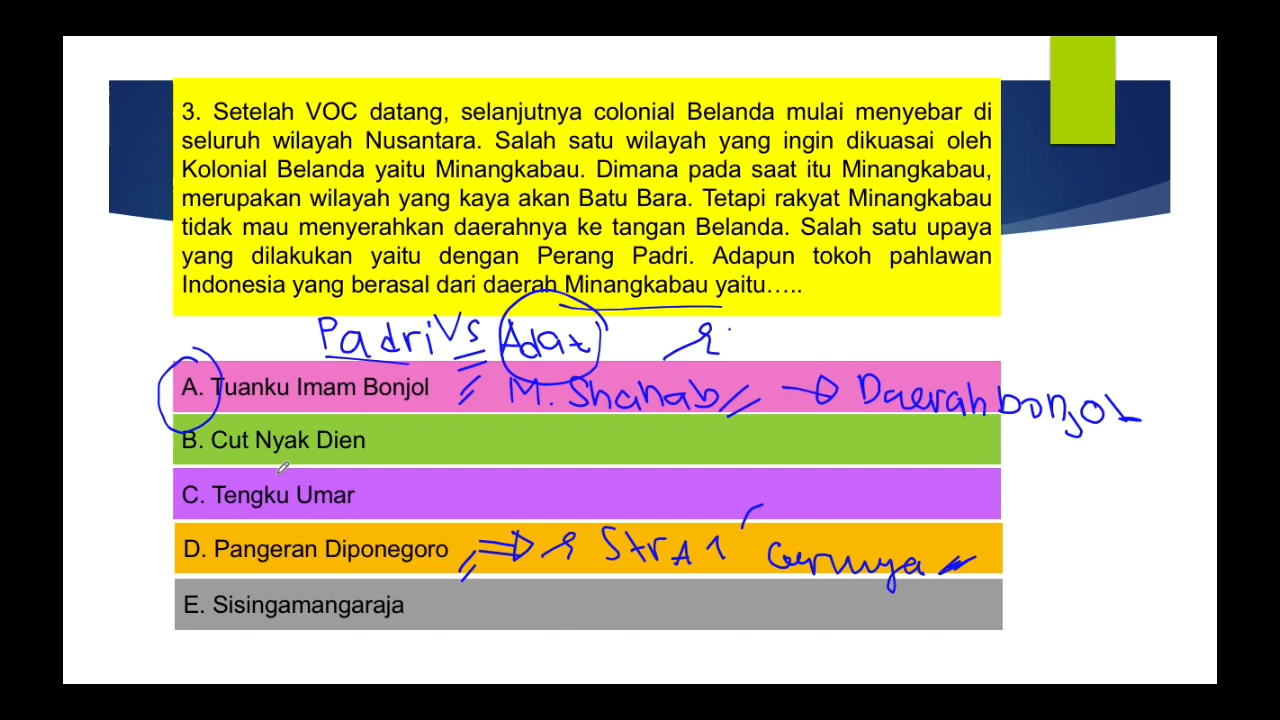 3. Setelah VOC datang, selanjutnya colonial Belanda mulai menyebar di
seluruh wilayah Nusantara. Salah satu wilayah yang ingin dikuasai oleh
Kolonial Belanda yaitu Minangkabau. Dimana pada saat itu Minangkabau,
merupakan wilayah yang kaya akan Batu Bara. Tetapi rakyat Minangkabau
tidak mau menyerahkan daerahnya ke tangan Belanda. Salah satu upaya
yang dilakukan yaitu dengan Perang Padri. Adapun tokoh pahlawan
Indonesia yang berasal dari daerah Minangkabau yaitu…..
Padri Vs Adat
A. Tuanku Imam Bonjol M. Shahab Daerah bonjol
B. Cut Nyak Dien
C. Tengku Umar
D. Pangeran Diponegoro
E. Sisingamangaraja